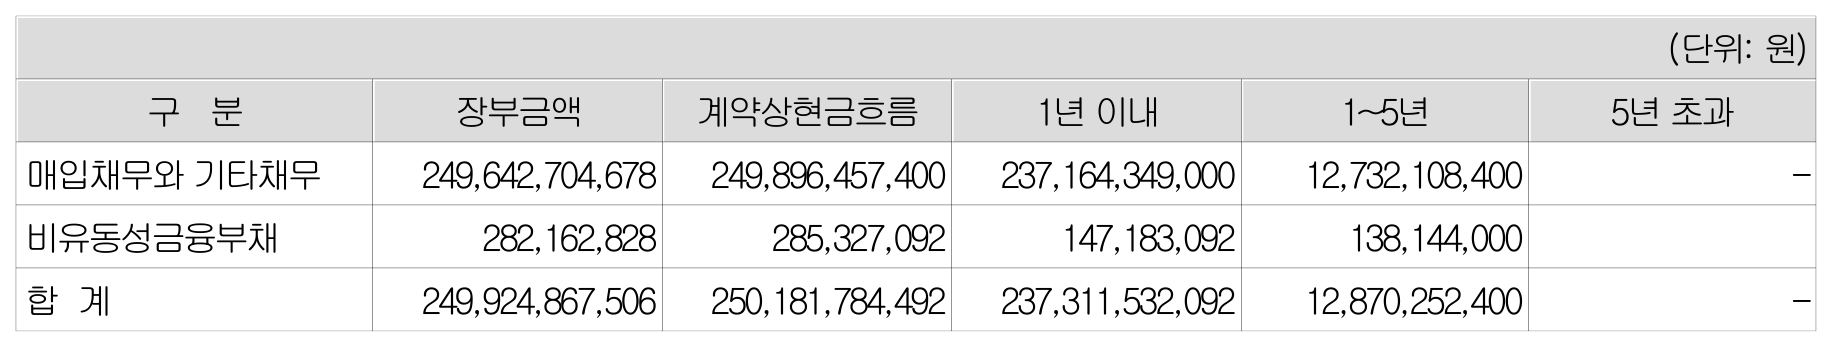 (단위: 원)
구 분 장부금액 계약상현금흐름 1년 이내 1~5년 5년 초과
매입채무와 기타채무 249,642,704,678 249,896,457,400 237,164,349,000 12,732,108,400 -
비유동성금융부채 282,162,828 285,327,092 147,183,092 138,144,000
합 계 249,924,867,506 250,181,784,492 237,311,532,092 12,870,252,400 -